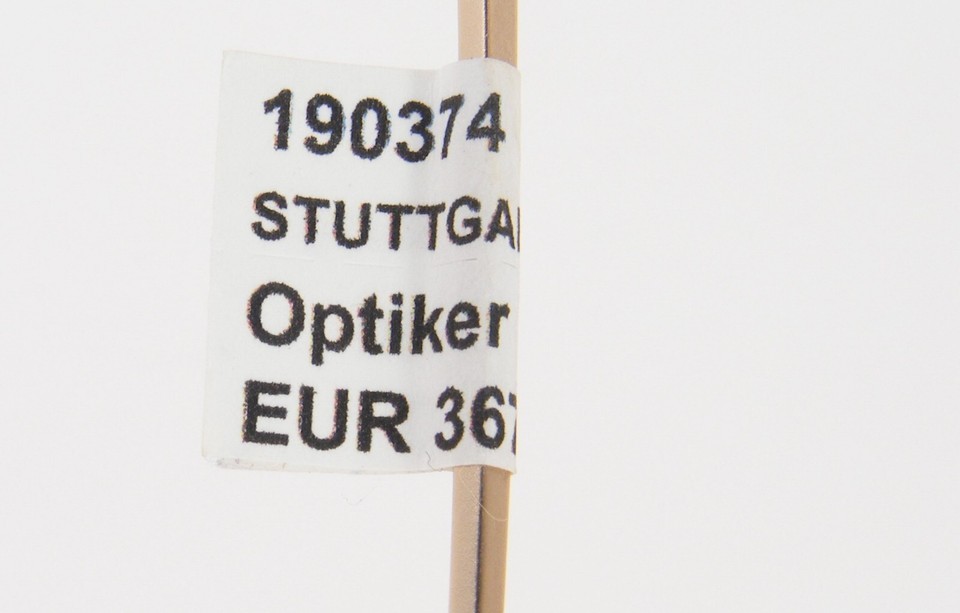 190374
STUTTGA
Optiker
EUR 367